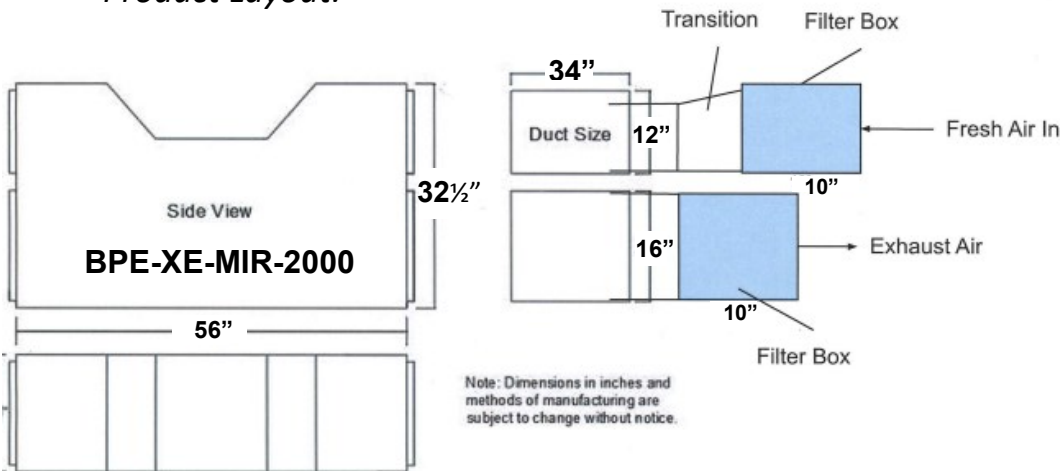 Product Layout:
Transition
Filter Box
34”
Duct Size
12”
Fresh Air In
10”
32½”
Side View
BPE-XE-MIR-2000
16”
Exhaust Air
10”
56”
Filter Box
Note: Dimensions in inches and
methods of manufacturing are
subject to change without notice.